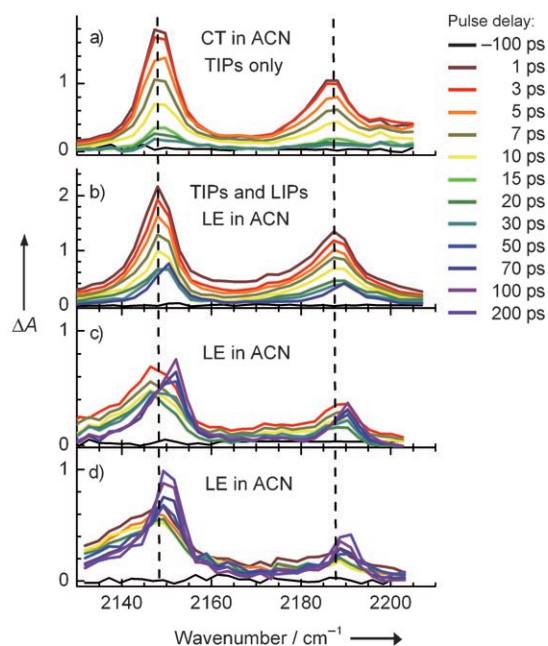 Pulse delay:
–100 ps
1 ps
3 ps
5 ps
7 ps
10 ps
15 ps
20 ps
30 ps
50 ps
70 ps
100 ps
200 ps
a)
CT in ACN
TIPs only
1
0
b)
TIPs and LIPs
LE in ACN
2
1
0
ΔA
c)
LE in ACN
1
0
d)
LE in ACN
1
0
2140 2160 2180 2200
Wavenumber / cm⁻¹